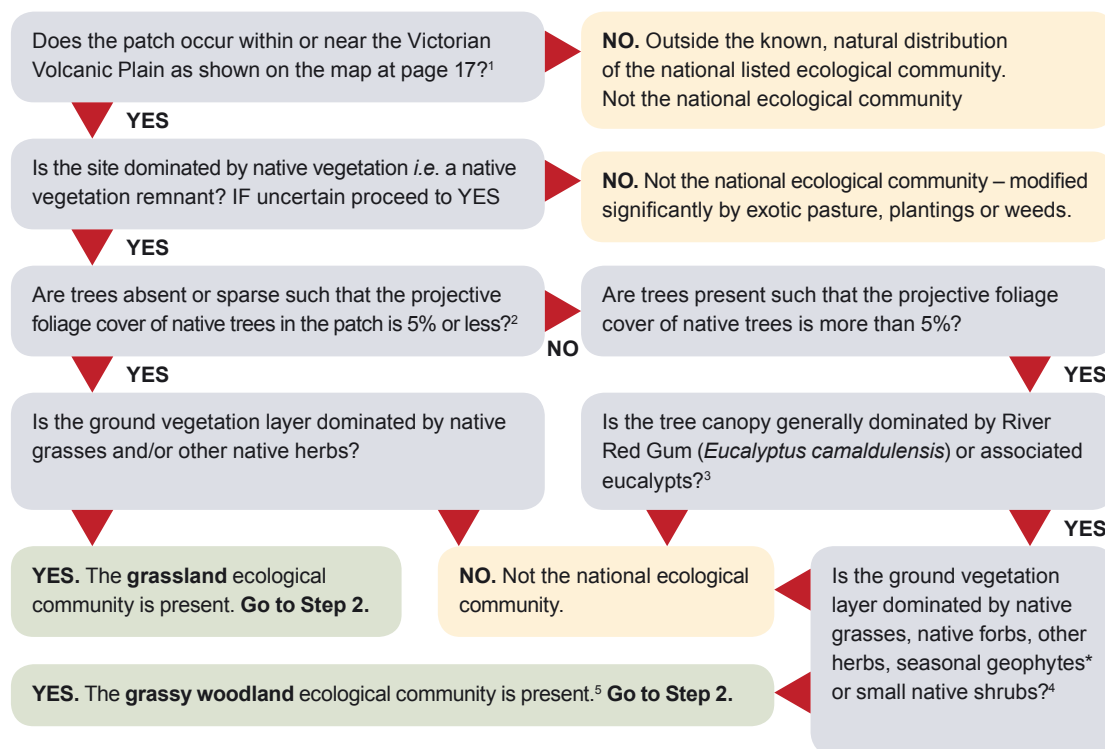 Does the patch occur within or near the Victorian
Volcanic Plain as shown on the map at page 17?¹
NO. Outside the known, natural distribution
of the national listed ecological community.
Not the national ecological community
YES
Is the site dominated by native vegetation i.e. a native
vegetation remnant? IF uncertain proceed to YES
NO. Not the national ecological community – modified
significantly by exotic pasture, plantings or weeds.
YES
Are trees absent or sparse such that the projective
foliage cover of native trees in the patch is 5% or less?²
NO
Are trees present such that the projective foliage
cover of native trees is more than 5%?
YES
YES
Is the ground vegetation layer dominated by native
grasses and/or other native herbs?
Is the tree canopy generally dominated by River
Red Gum (Eucalyptus camaldulensis) or associated
eucalypts?³
YES
YES. The grassland ecological
community is present. Go to Step 2.
NO. Not the national ecological
community.
Is the ground vegetation
layer dominated by native
grasses, native forbs, other
herbs, seasonal geophytes*
or small native shrubs?⁴
YES. The grassy woodland ecological community is present.⁵ Go to Step 2.